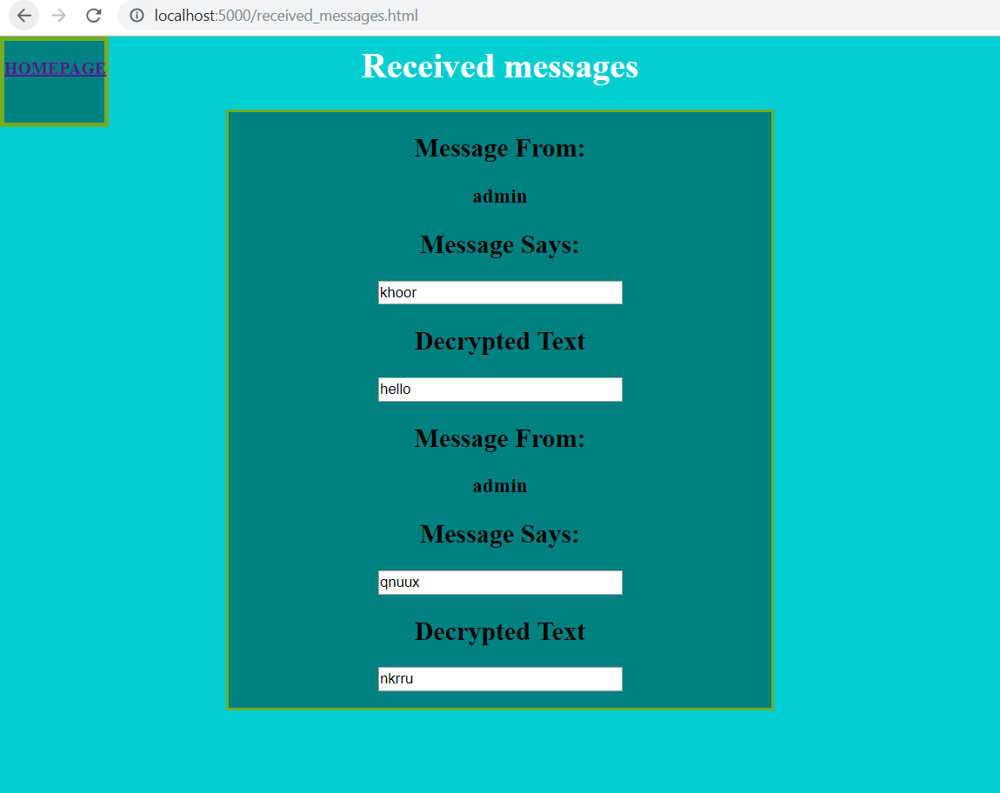 localhost:5000/received_messages.html
HOMEPAGE
Received messages
Message From:
admin
Message Says:
khoor
Decrypted Text
hello
Message From:
admin
Message Says:
qnuux
Decrypted Text
nkrru